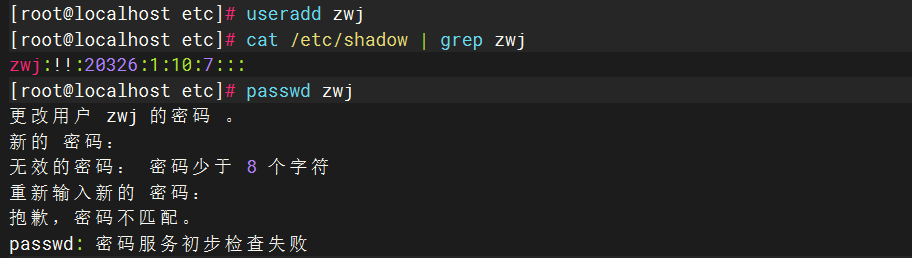 [root@localhost etc]# useradd zwj
[root@localhost etc]# cat /etc/shadow | grep zwj
zwj:!!:20326:1:10:7:::
[root@localhost etc]# passwd zwj
更改用户 zwj 的密码 。
新的 密码：
无效的密码： 密码少于 8 个字符
重新输入新的 密码：
抱歉，密码不匹配。
passwd: 密码服务初步检查失败